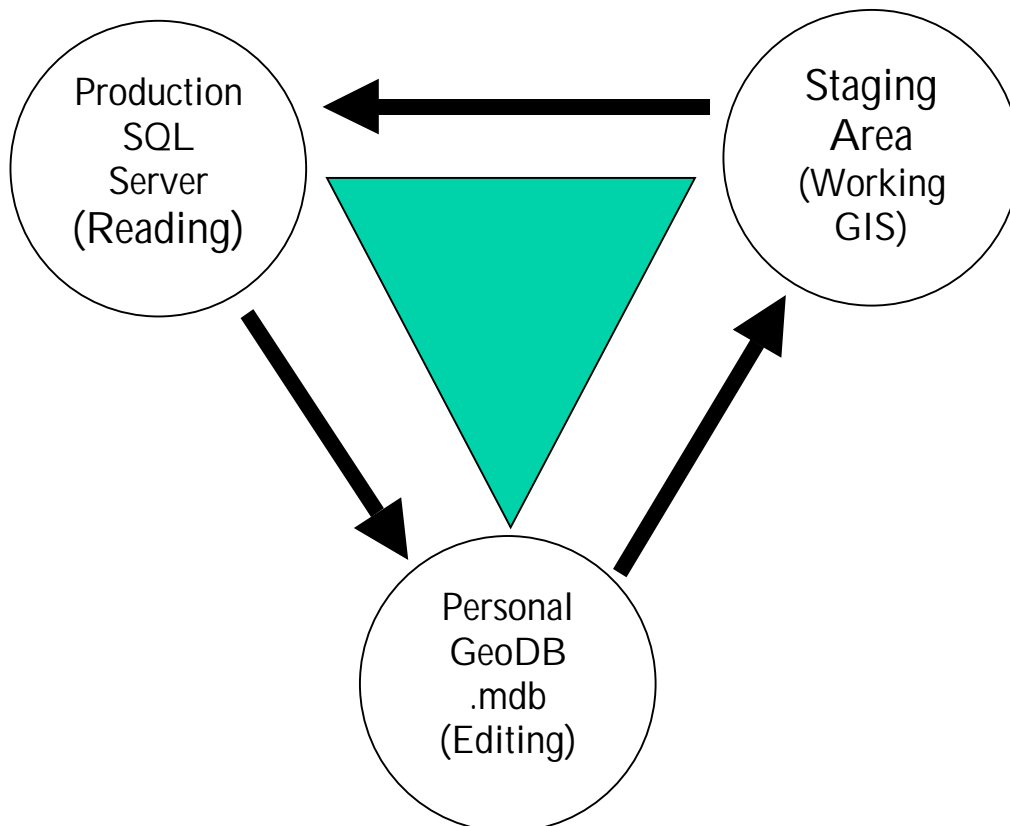 Production
SQL
Server
(Reading)
Staging
Area
(Working
GIS)
Personal
GeoDB
.mdb
(Editing)